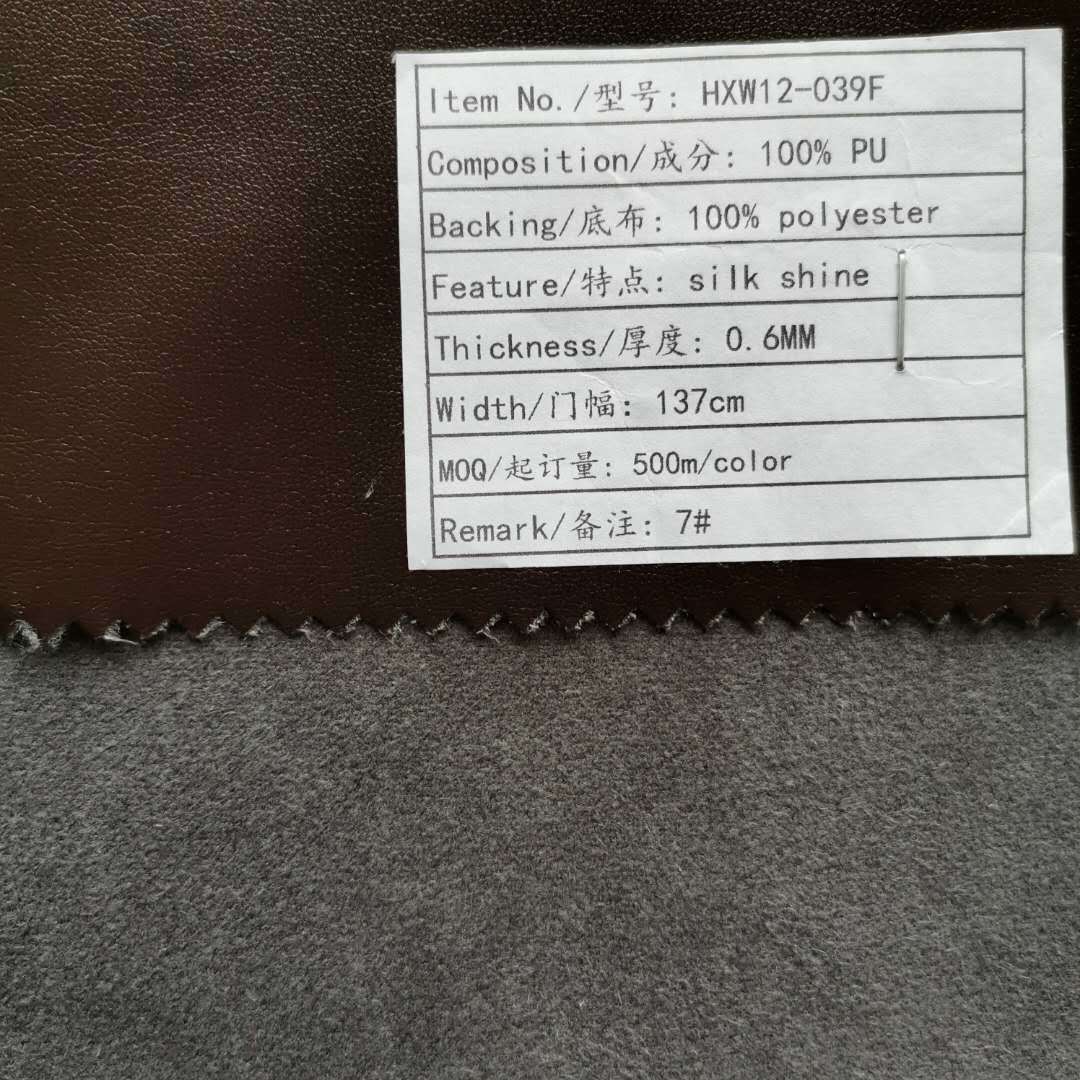 Item No./型号: HXW12-039F
Composition/成分: 100% PU
Backing/底布: 100% polyester
Feature/特点: silk shine
Thickness/厚度: 0.6MM
Width/门幅: 137cm
MOQ/起订量: 500m/color
Remark/备注: 7#